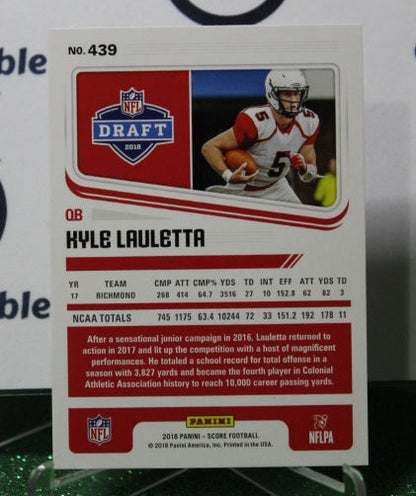 No. 439
NFL
DRAFT
2018
5
5
QB
KYLE LAULETTA
YR TEAM CMP ATT CMP% YDS TD INT EFF ATT YDS TD
17 RICHMOND 268 414 64.7 3516 27 10 152.8 62 82 3
NCAA TOTALS 745 1175 63.4 10244 72 33 151.2 192 178 11
After a sensational junior campaign in 2016, Lauletta returned to
action in 2017 and lit up the competition with a host of magnificent
performances. He totaled a school record for total offense in a
season with 3,827 yards and became the fourth player in Colonial
Athletic Association history to reach 10,000 career passing yards.
NFL
PANINI
NFLPA
2018 PANINI – SCORE FOOTBALL
© 2018 Panini America, Inc. Printed in the USA.
ble
ible